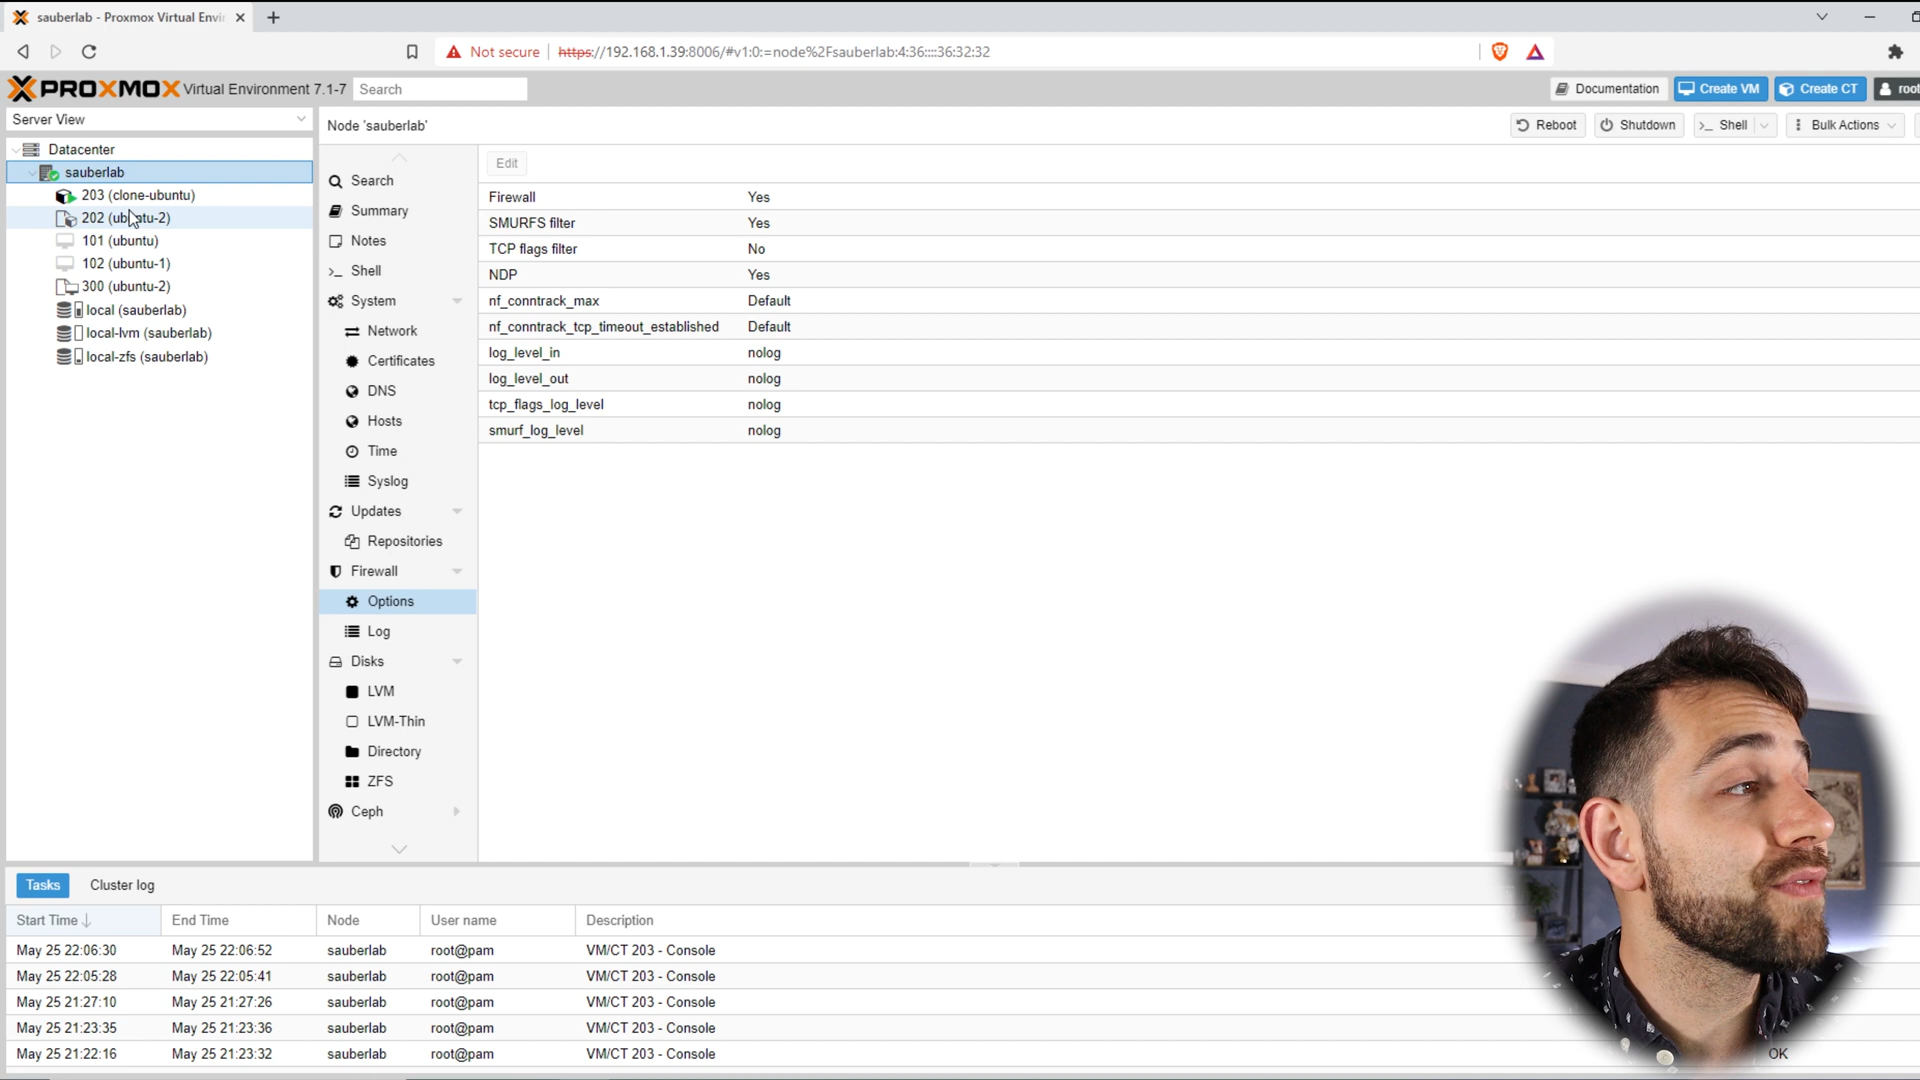 sauberlab - Proxmox Virtual Envir
Not secure https://192.168.1.39:8006/#v1:0:=node%2Fsauberlab:4:36::::36:32:32
PROXMOX Virtual Environment 7.1-7 Search
Documentation Create VM Create CT root
Server View
Node 'sauberlab'
Reboot Shutdown >_ Shell Bulk Actions
Datacenter
sauberlab
203 (clone-ubuntu)
202 (ubuntu-2)
101 (ubuntu)
102 (ubuntu-1)
300 (ubuntu-2)
local (sauberlab)
local-lvm (sauberlab)
local-zfs (sauberlab)
Search
Summary
Notes
>_ Shell
System
Network
Certificates
DNS
Hosts
Time
Syslog
Updates
Repositories
Firewall
Options
Log
Disks
LVM
LVM-Thin
Directory
ZFS
Ceph
Edit
Firewall Yes
SMURFS filter Yes
TCP flags filter No
NDP Yes
nf_conntrack_max Default
nf_conntrack_tcp_timeout_established Default
log_level_in nolog
log_level_out nolog
tcp_flags_log_level nolog
smurf_log_level nolog
Tasks Cluster log
Start Time End Time Node User name Description
May 25 22:06:30 May 25 22:06:52 sauberlab root@pam VM/CT 203 - Console
May 25 22:05:28 May 25 22:05:41 sauberlab root@pam VM/CT 203 - Console
May 25 21:27:10 May 25 21:27:26 sauberlab root@pam VM/CT 203 - Console
May 25 21:23:35 May 25 21:23:36 sauberlab root@pam VM/CT 203 - Console
May 25 21:22:16 May 25 21:23:32 sauberlab root@pam VM/CT 203 - Console OK